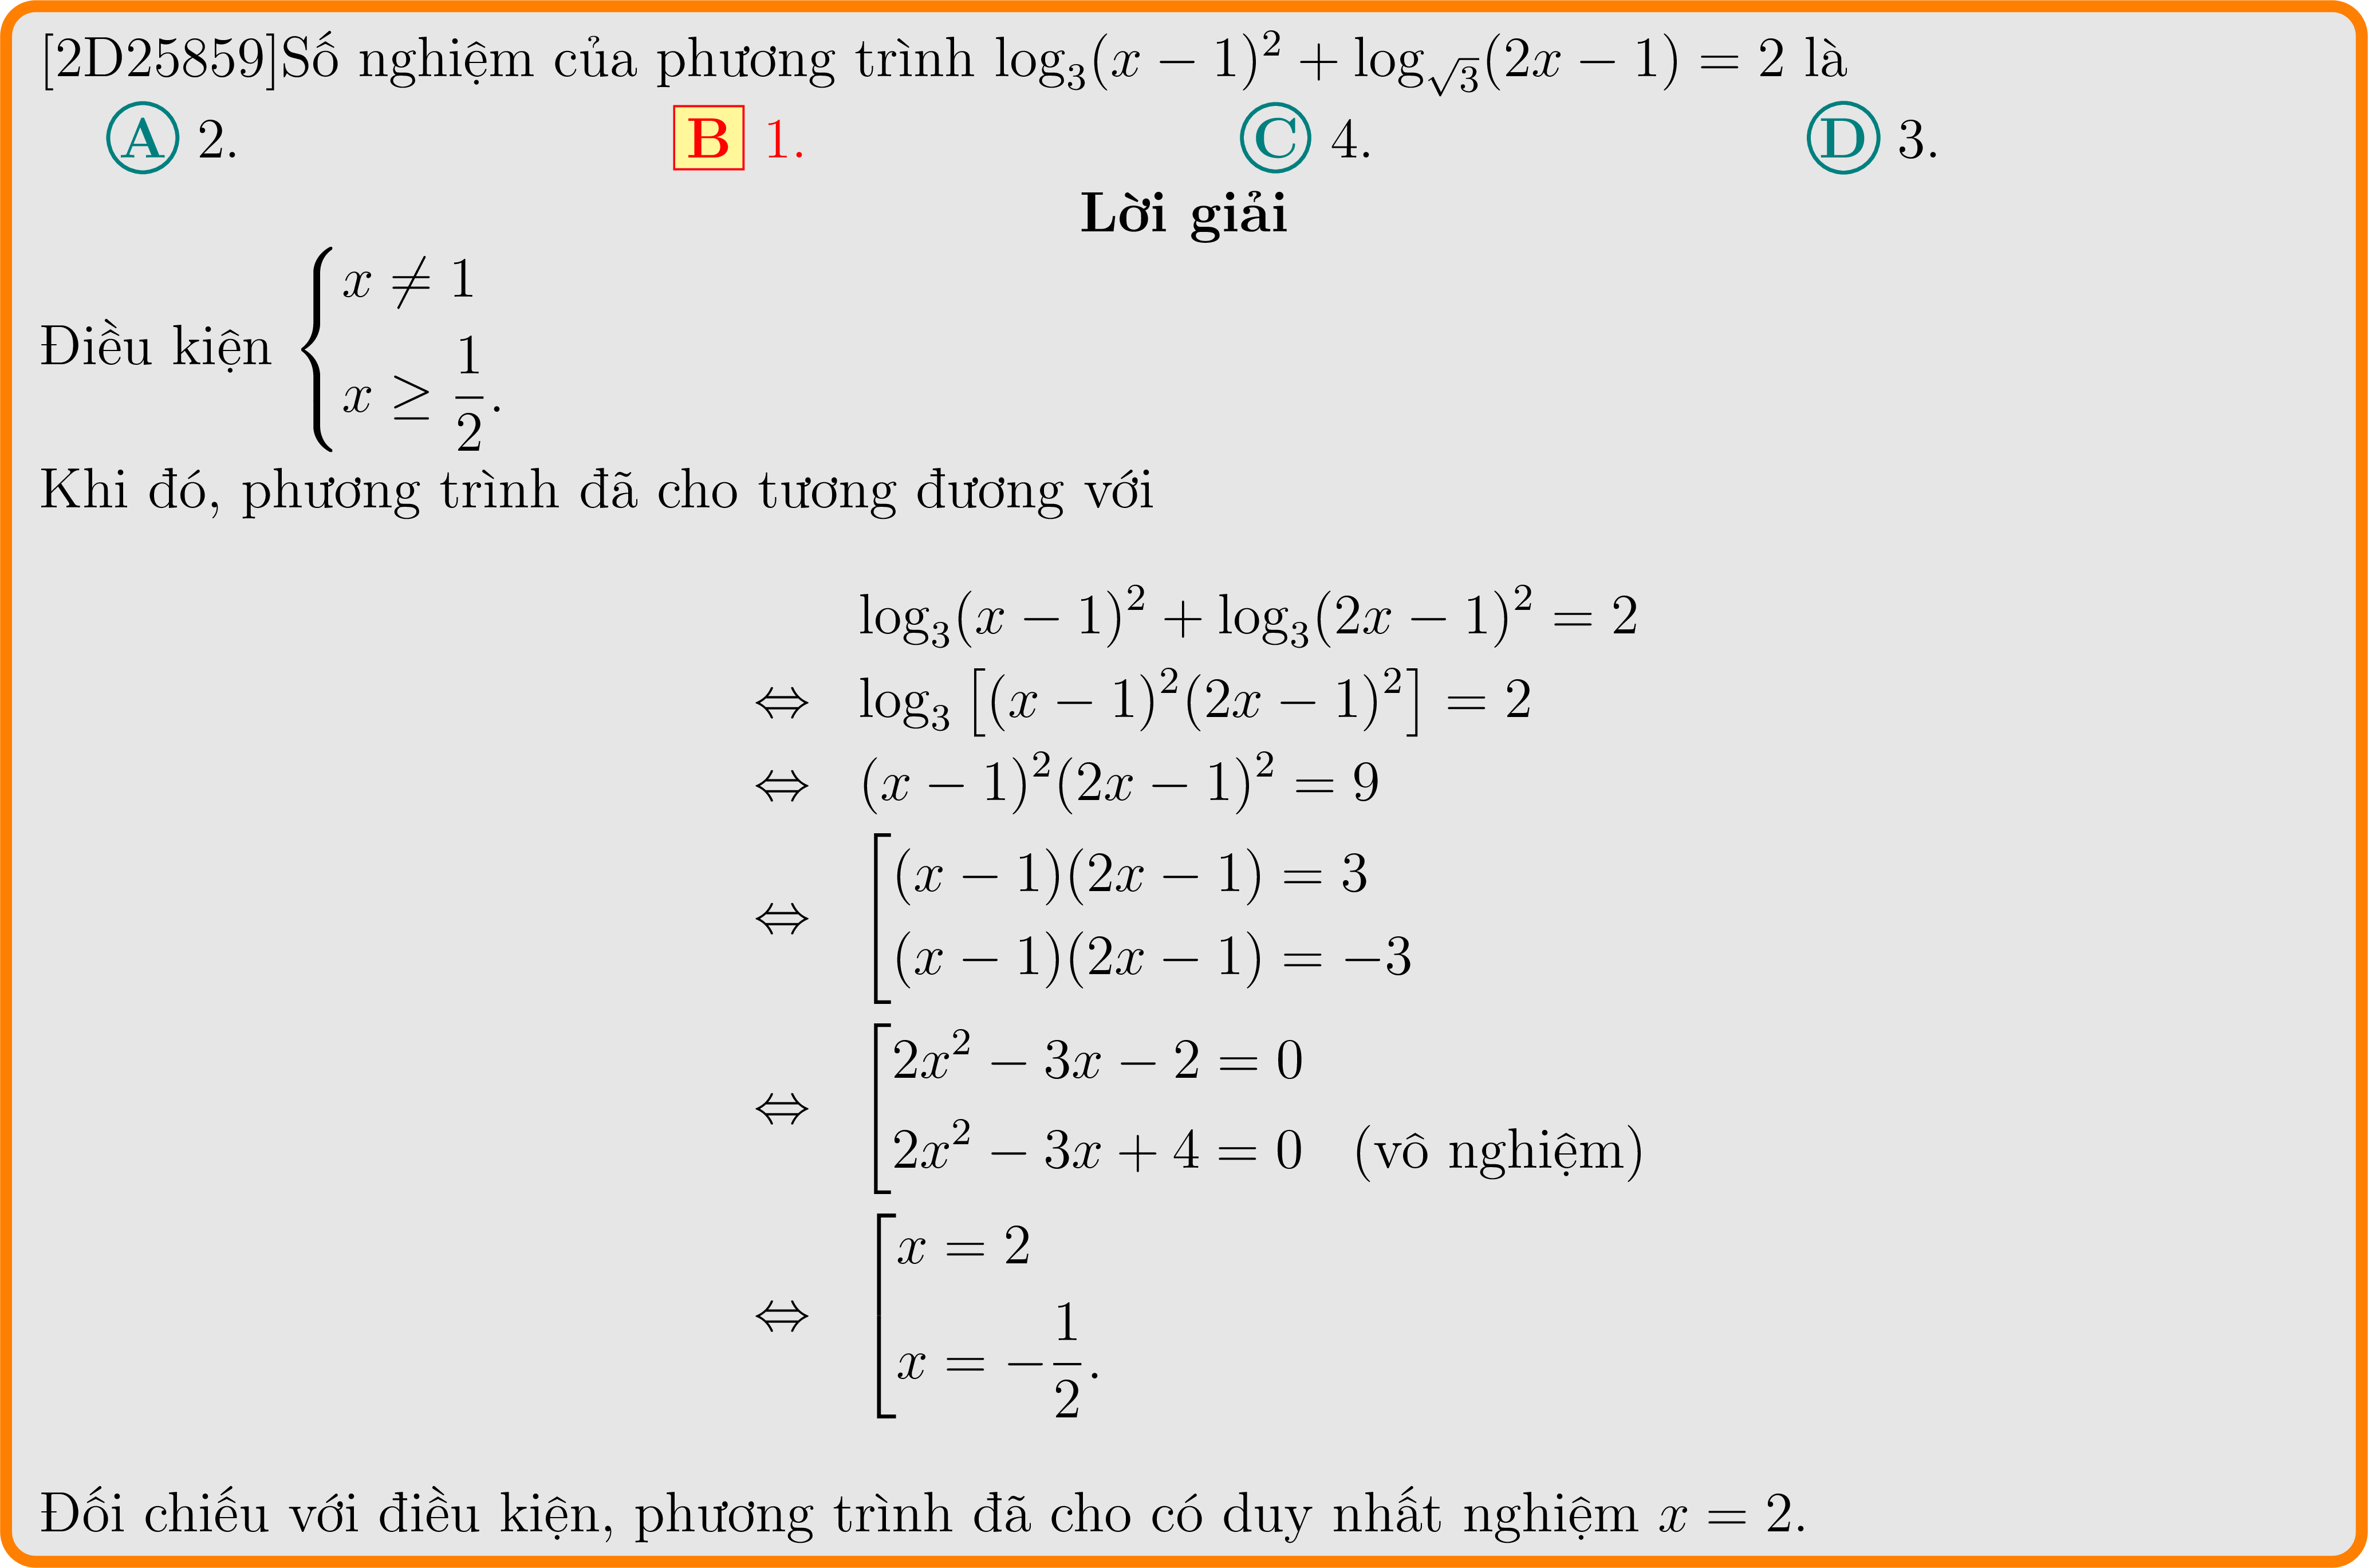 [2D25859]Số nghiệm của phương trình $\log_3(x-1)^2+\log_{\sqrt{3}}(2x-1)=2$ là
Ⓐ 2. B 1. Ⓒ 4. Ⓓ 3.
Lời giải
Điều kiện $\begin{cases} x \neq 1 \\ x \geq \dfrac{1}{2}. \end{cases}$
Khi đó, phương trình đã cho tương đương với
$\log_3(x-1)^2+\log_3(2x-1)^2=2$
$\Leftrightarrow \log_3\left[(x-1)^2(2x-1)^2\right]=2$
$\Leftrightarrow (x-1)^2(2x-1)^2=9$
$\Leftrightarrow \left[\begin{array}{l} (x-1)(2x-1)=3 \\ (x-1)(2x-1)=-3 \end{array}\right.$
$\Leftrightarrow \left[\begin{array}{l} 2x^2-3x-2=0 \\ 2x^2-3x+4=0 \quad \text{(vô nghiệm)} \end{array}\right.$
$\Leftrightarrow \left[\begin{array}{l} x=2 \\ x=-\dfrac{1}{2}. \end{array}\right.$
Đối chiếu với điều kiện, phương trình đã cho có duy nhất nghiệm $x=2$.